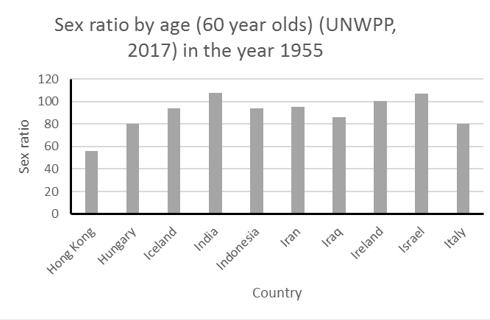 Sex ratio by age (60 year olds) (UNWPP,
2017) in the year 1955
120
100
80
60
40
20
0
Sex ratio
Hong Kong
Hungary
Iceland
India
Indonesia
Iran
Iraq
Ireland
Israel
Italy
Country